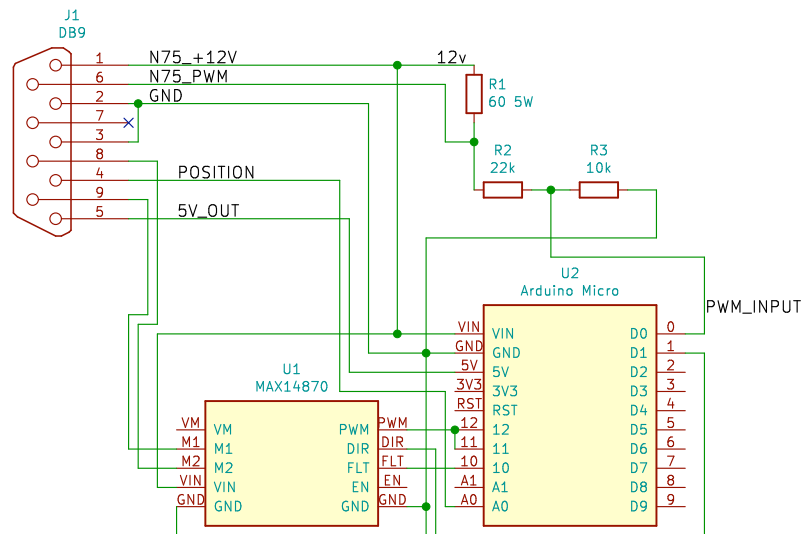 J1
DB9
1 N75_+12V 12v
6 N75_PWM
2 GND
7
3
8
4 POSITION
9
5 5V_OUT
R1
60 5W
R2
22k
R3
10k
U2
Arduino Micro
PWM_INPUT
VIN VIN D0 0
GND GND D1 1
5V 5V D2 2
3V3 3V3 D3 3
RST RST D4 4
12 12 D5 5
11 11 D6 6
10 10 D7 7
A1 A1 D8 8
A0 A0 D9 9
U1
MAX14870
VM VM PWM PWM
M1 M1 DIR DIR
M2 M2 FLT FLT
VIN VIN EN EN
GND GND GND GND